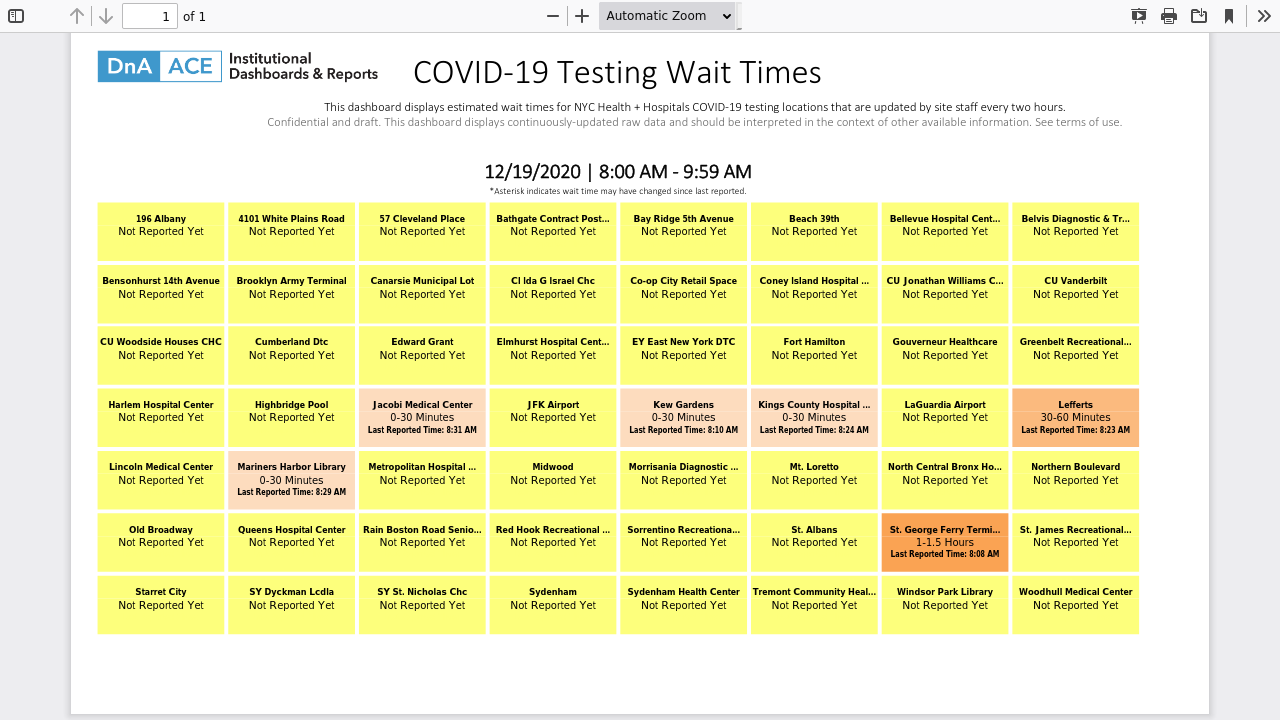 1 of 1 Automatic Zoom
DnA ACE Institutional
Dashboards & Reports
COVID-19 Testing Wait Times
This dashboard displays estimated wait times for NYC Health + Hospitals COVID-19 testing locations that are updated by site staff every two hours.
Confidential and draft. This dashboard displays continuously-updated raw data and should be interpreted in the context of other available information. See terms of use.
12/19/2020 | 8:00 AM - 9:59 AM
*Asterisk indicates wait time may have changed since last reported.
196 Albany
Not Reported Yet
4101 White Plains Road
Not Reported Yet
57 Cleveland Place
Not Reported Yet
Bathgate Contract Post...
Not Reported Yet
Bay Ridge 5th Avenue
Not Reported Yet
Beach 39th
Not Reported Yet
Bellevue Hospital Cent...
Not Reported Yet
Belvis Diagnostic & Tr...
Not Reported Yet
Bensonhurst 14th Avenue
Not Reported Yet
Brooklyn Army Terminal
Not Reported Yet
Canarsie Municipal Lot
Not Reported Yet
Cl Ida G Israel Chc
Not Reported Yet
Co-op City Retail Space
Not Reported Yet
Coney Island Hospital ...
Not Reported Yet
CU Jonathan Williams C...
Not Reported Yet
CU Vanderbilt
Not Reported Yet
CU Woodside Houses CHC
Not Reported Yet
Cumberland Dtc
Not Reported Yet
Edward Grant
Not Reported Yet
Elmhurst Hospital Cent...
Not Reported Yet
EY East New York DTC
Not Reported Yet
Fort Hamilton
Not Reported Yet
Gouverneur Healthcare
Not Reported Yet
Greenbelt Recreational...
Not Reported Yet
Harlem Hospital Center
Not Reported Yet
Highbridge Pool
Not Reported Yet
Jacobi Medical Center
0-30 Minutes
Last Reported Time: 8:31 AM
JFK Airport
Not Reported Yet
Kew Gardens
0-30 Minutes
Last Reported Time: 8:10 AM
Kings County Hospital ...
0-30 Minutes
Last Reported Time: 8:24 AM
LaGuardia Airport
Not Reported Yet
Lefferts
30-60 Minutes
Last Reported Time: 8:23 AM
Lincoln Medical Center
Not Reported Yet
Mariners Harbor Library
0-30 Minutes
Last Reported Time: 8:29 AM
Metropolitan Hospital ...
Not Reported Yet
Midwood
Not Reported Yet
Morrisania Diagnostic ...
Not Reported Yet
Mt. Loretto
Not Reported Yet
North Central Bronx Ho...
Not Reported Yet
Northern Boulevard
Not Reported Yet
Old Broadway
Not Reported Yet
Queens Hospital Center
Not Reported Yet
Rain Boston Road Senio...
Not Reported Yet
Red Hook Recreational ...
Not Reported Yet
Sorrentino Recreationa...
Not Reported Yet
St. Albans
Not Reported Yet
St. George Ferry Termi...
1-1.5 Hours
Last Reported Time: 8:08 AM
St. James Recreational...
Not Reported Yet
Starret City
Not Reported Yet
SY Dyckman Lcdla
Not Reported Yet
SY St. Nicholas Chc
Not Reported Yet
Sydenham
Not Reported Yet
Sydenham Health Center
Not Reported Yet
Tremont Community Heal...
Not Reported Yet
Windsor Park Library
Not Reported Yet
Woodhull Medical Center
Not Reported Yet